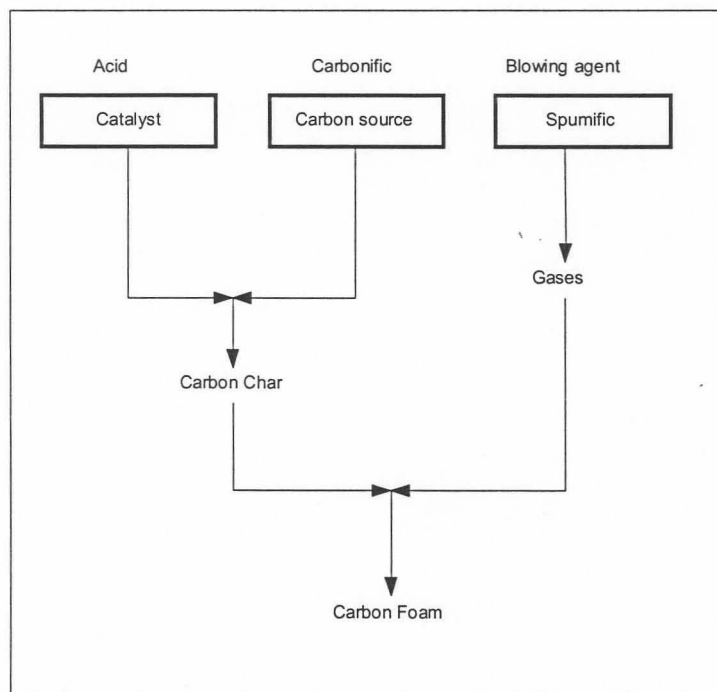 Acid
Carbonific
Blowing agent
Catalyst
Carbon source
Spumific
Gases
Carbon Char
Carbon Foam